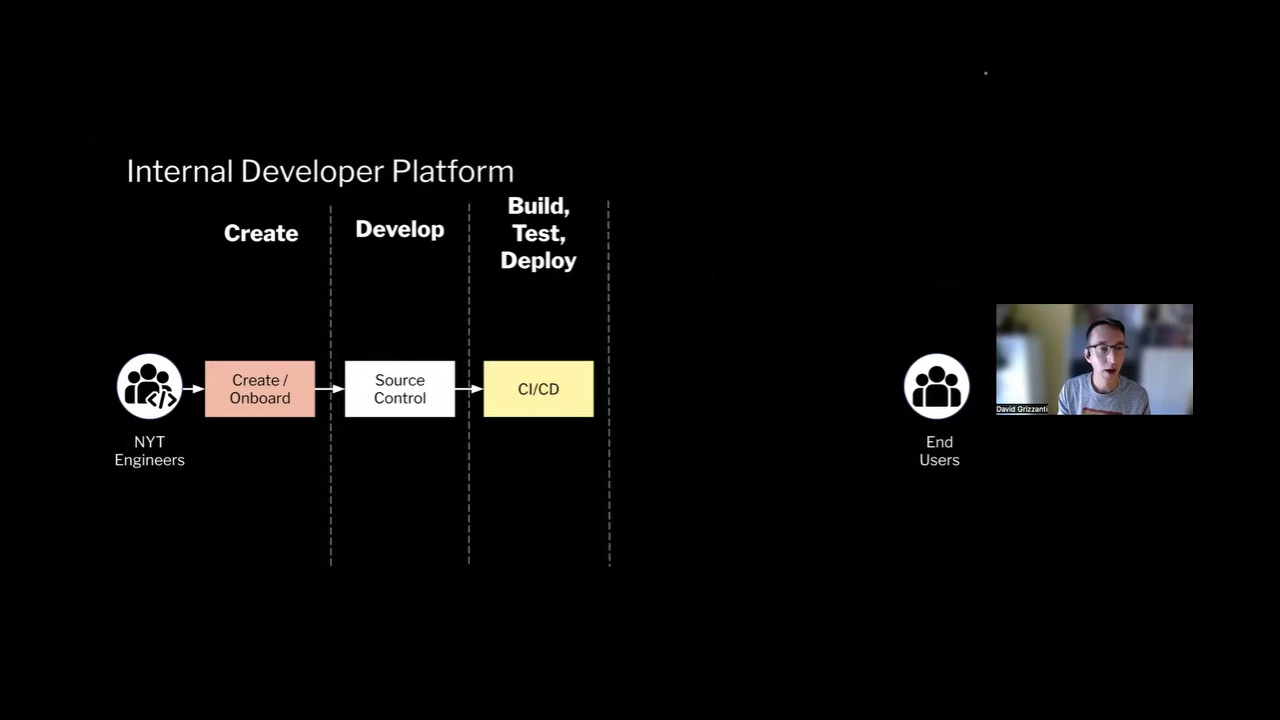 Internal Developer Platform
Create
Develop
Build,
Test,
Deploy
Create /
Onboard
Source
Control
CI/CD
NYT
Engineers
End
Users
David Grizzanti